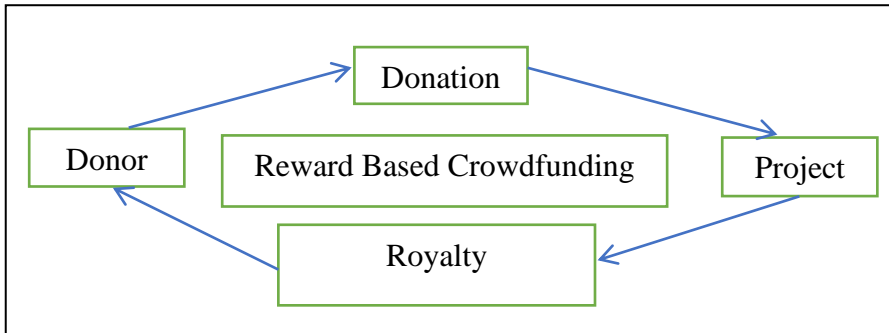 Donation
Donor
Reward Based Crowdfunding
Project
Royalty